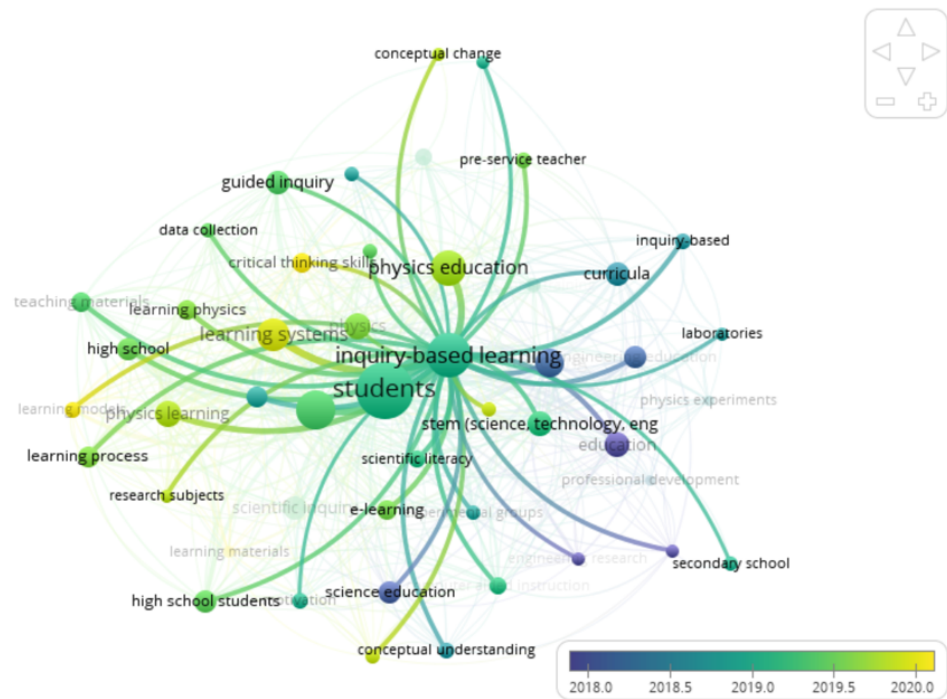 conceptual change
pre-service teacher
guided inquiry
data collection
inquiry-based
critical thinking skills
physics education
curricula
teaching materials
learning physics
physics
learning systems
laboratories
high school
inquiry-based learning
engineering education
students
physics experiments
learning models
physics learning
stem (science, technology, eng
education
learning process
scientific literacy
professional development
research subjects
scientific inquiry
e-learning
experimental groups
learning materials
engineering research
secondary school
science education
high school students
motivation
conceptual understanding
2018.0 2018.5 2019.0 2019.5 2020.0